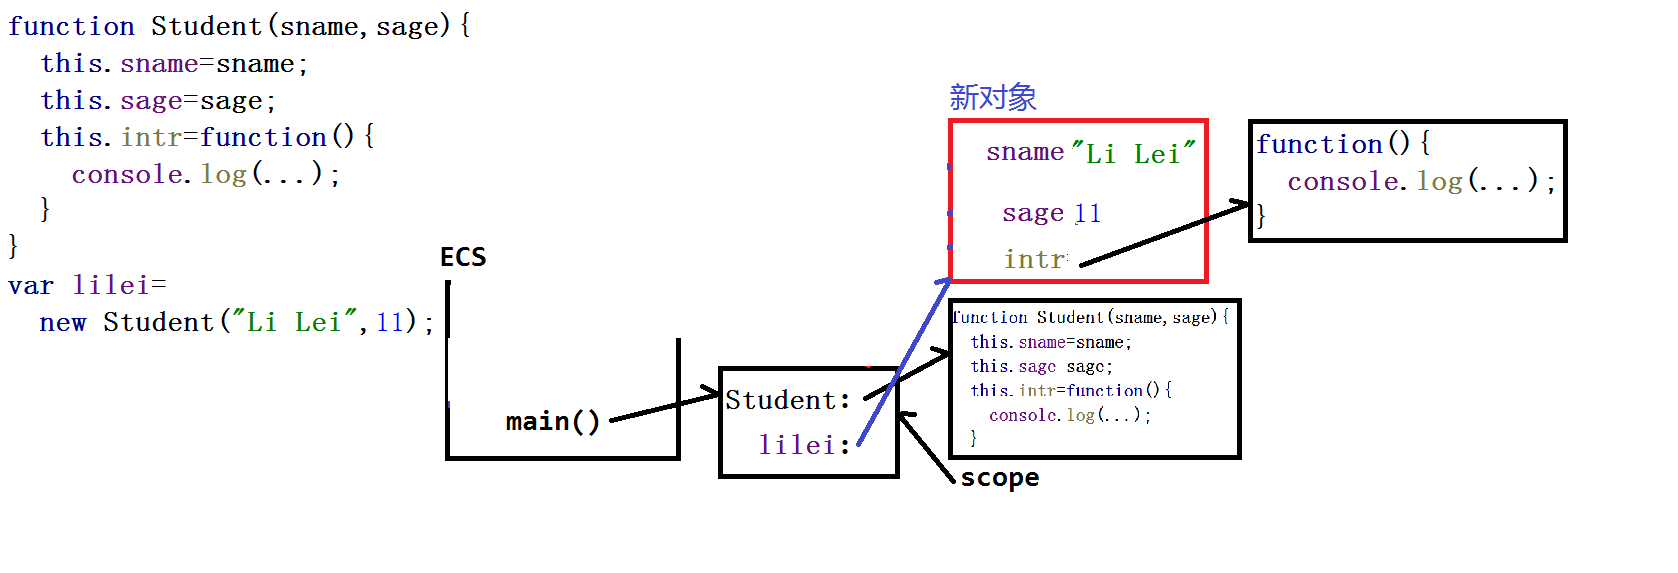 function Student(sname,sage){
this.sname=sname;
this.sage=sage;
this.intr=function(){
console.log(...);
}
}
var lilei=
new Student("Li Lei",11);
ECS
main()
Student:
lilei:
scope
新对象
sname "Li Lei"
sage 11
intr:
function(){
console.log(...);
}
function Student(sname,sage){
this.sname=sname;
this.sage sage;
this.intr=function(){
console.log(...);
}